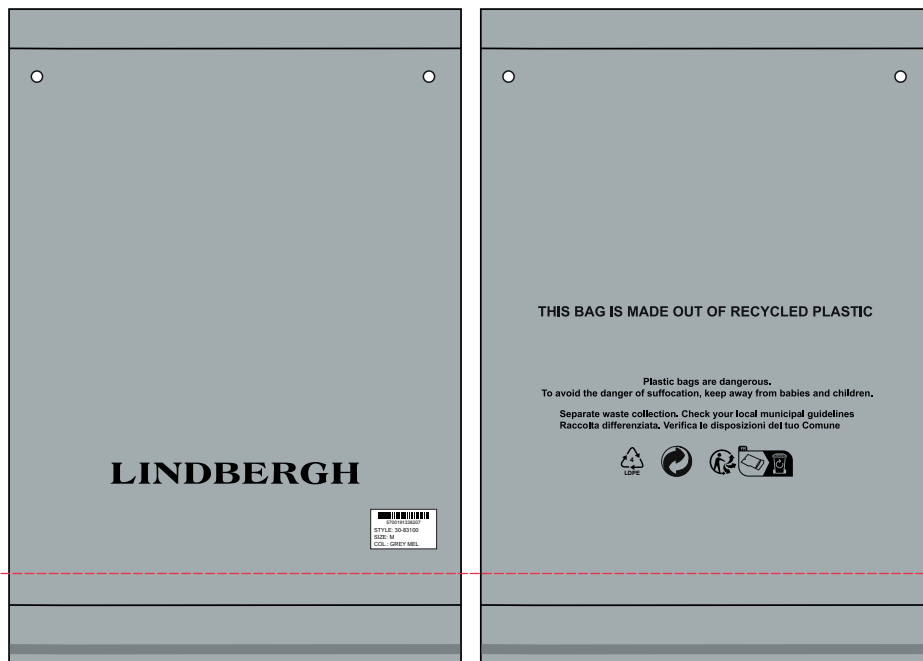 LINDBERGH
5700191338207
STYLE: 30-83100
SIZE: M
COL.: GREY MEL
THIS BAG IS MADE OUT OF RECYCLED PLASTIC
Plastic bags are dangerous.
To avoid the danger of suffocation, keep away from babies and children.
Separate waste collection. Check your local municipal guidelines
Raccolta differenziata. Verifica le disposizioni del tuo Comune
4
LDPE